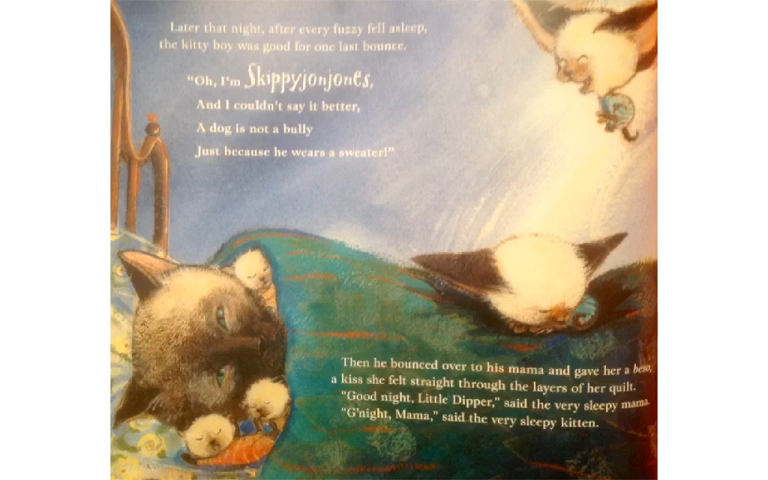 Later that night, after every fuzzy fell asleep,
the kitty boy was good for one last bounce.
"Oh, I'm Skippyjonjones,
And I couldn't say it better,
A dog is not a bully
Just because he wears a sweater!"
Then he bounced over to his mama and gave her a beso,
a kiss she felt straight through the layers of her quilt.
"Good night, Little Dipper," said the very sleepy mama.
"G'night, Mama," said the very sleepy kitten.